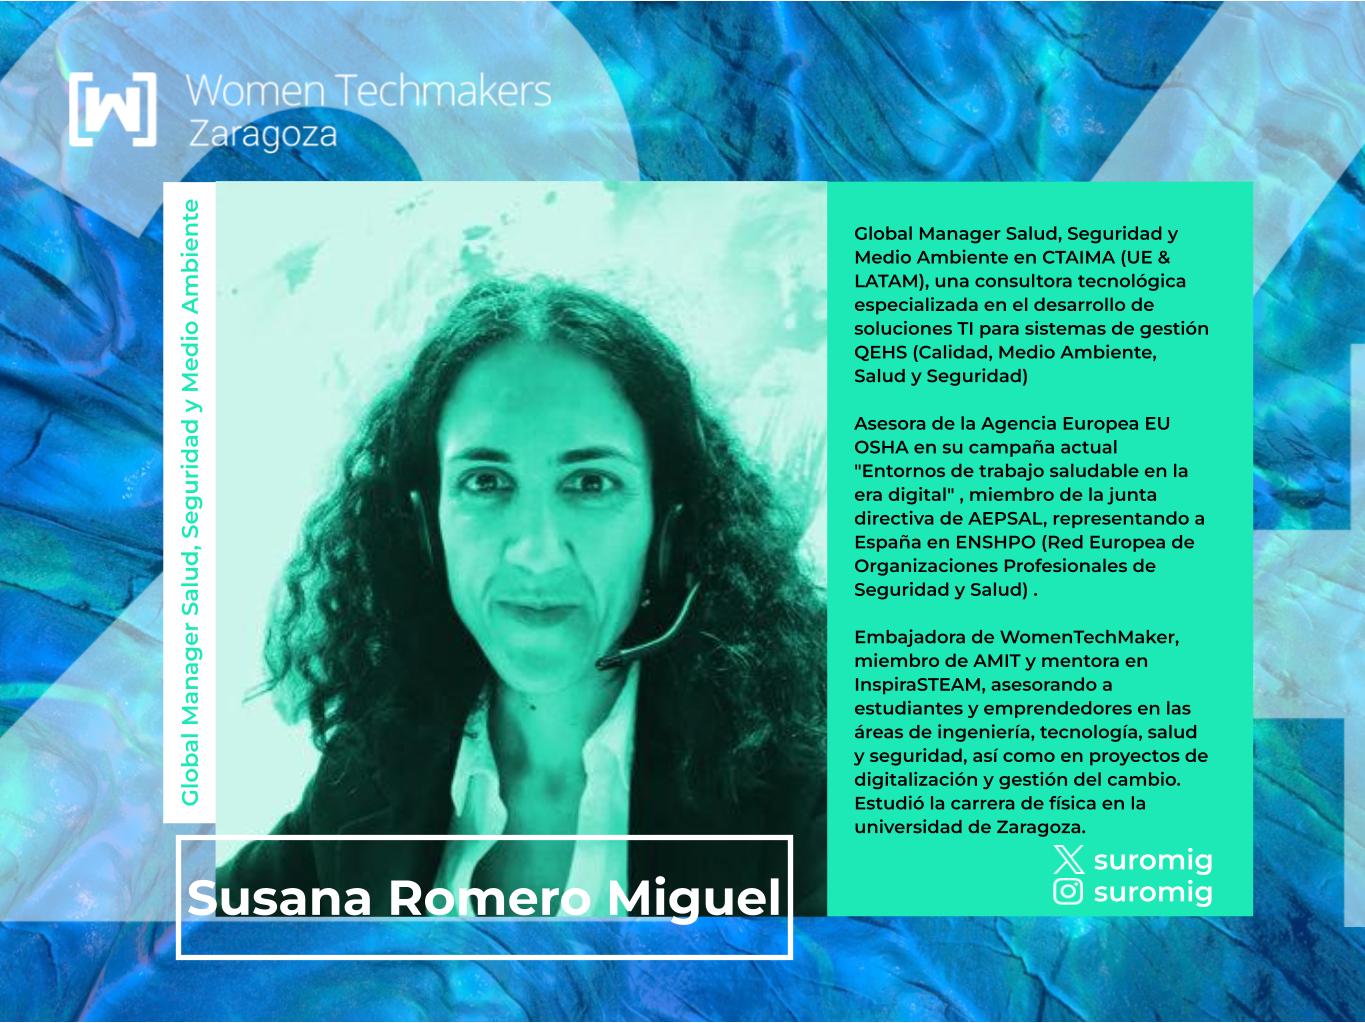 Women Techmakers
Zaragoza
Global Manager Salud, Seguridad y Medio Ambiente
Global Manager Salud, Seguridad y
Medio Ambiente en CTAIMA (UE &
LATAM), una consultora tecnológica
especializada en el desarrollo de
soluciones TI para sistemas de gestión
QEHS (Calidad, Medio Ambiente,
Salud y Seguridad)
Asesora de la Agencia Europea EU
OSHA en su campaña actual
"Entornos de trabajo saludable en la
era digital" , miembro de la junta
directiva de AEPSAL, representando a
España en ENSHPO (Red Europea de
Organizaciones Profesionales de
Seguridad y Salud) .
Embajadora de WomenTechMaker,
miembro de AMIT y mentora en
InspiraSTEAM, asesorando a
estudiantes y emprendedores en las
áreas de ingeniería, tecnología, salud
y seguridad, así como en proyectos de
digitalización y gestión del cambio.
Estudió la carrera de física en la
universidad de Zaragoza.
suromig
suromig
Susana Romero Miguel